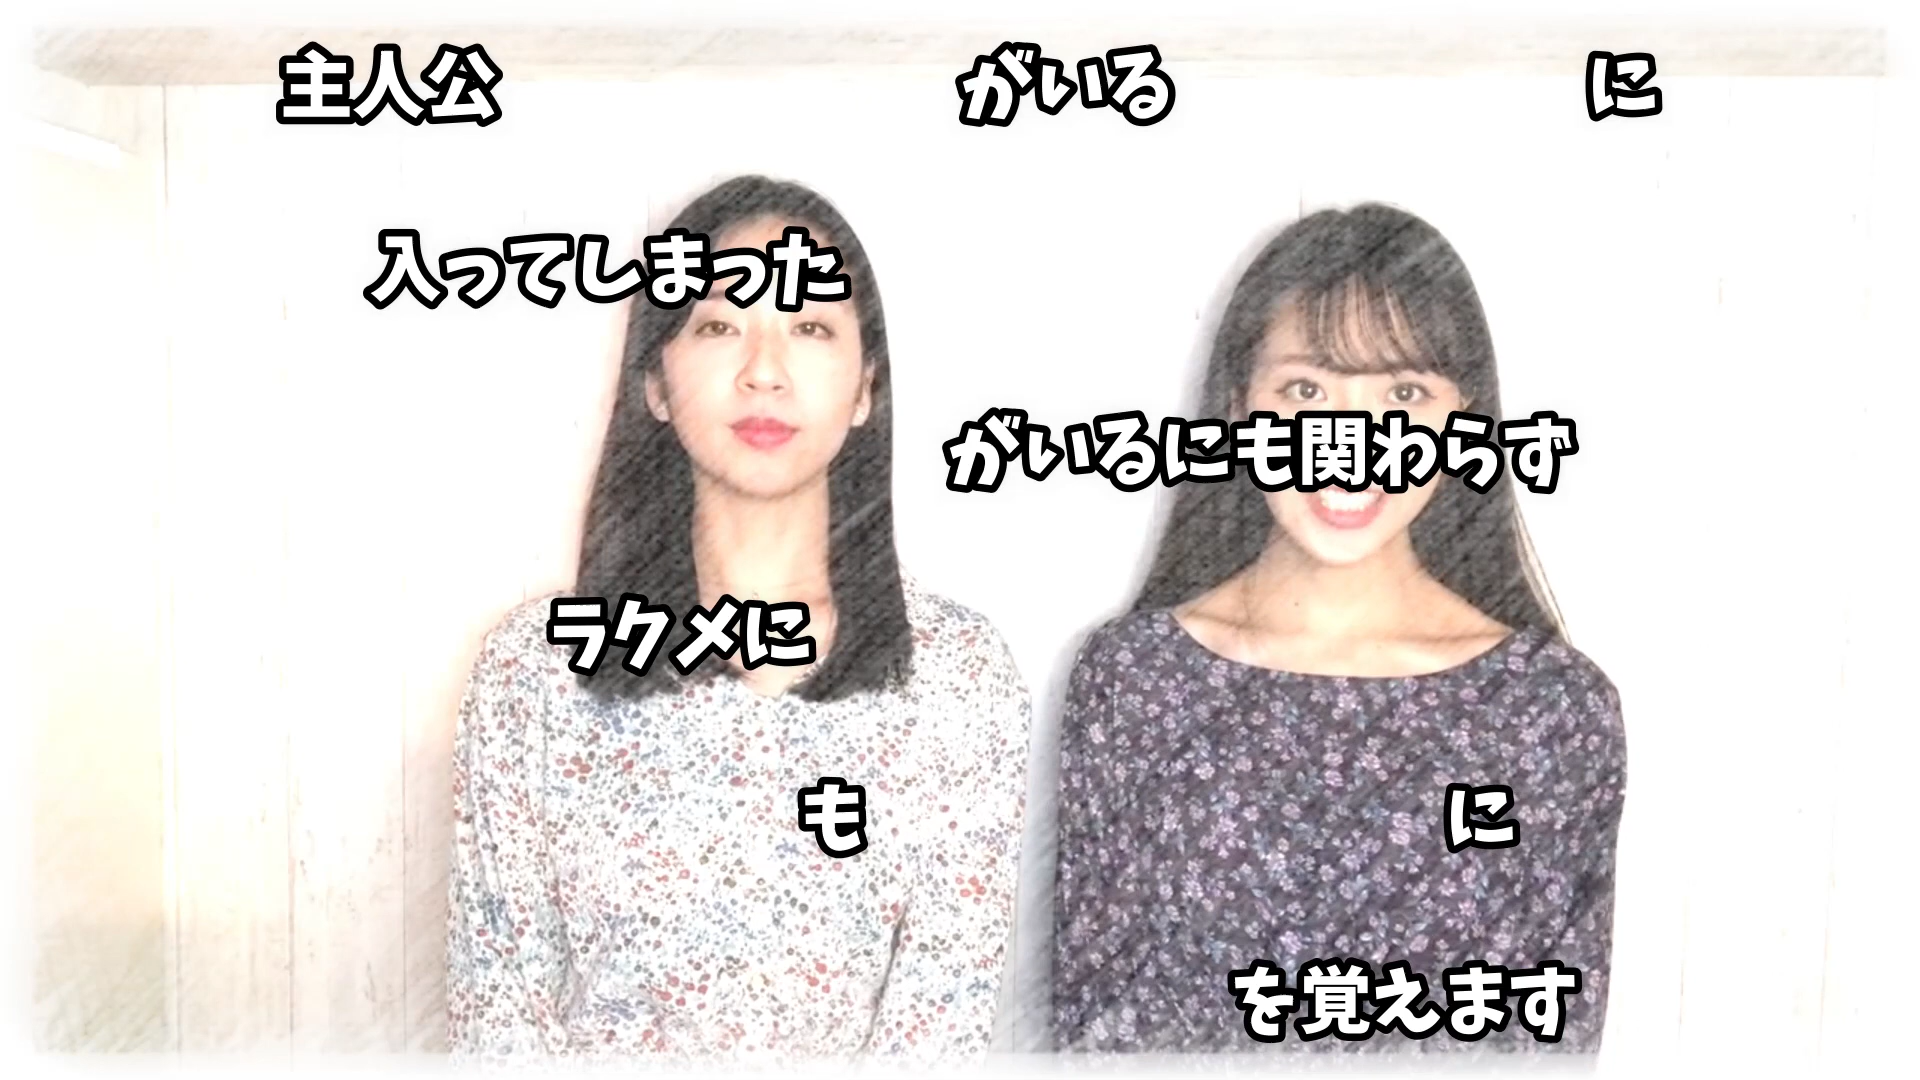 主人公 がいる に
入ってしまった
がいるにも関わらず
ラクメに
も に
を覚えます